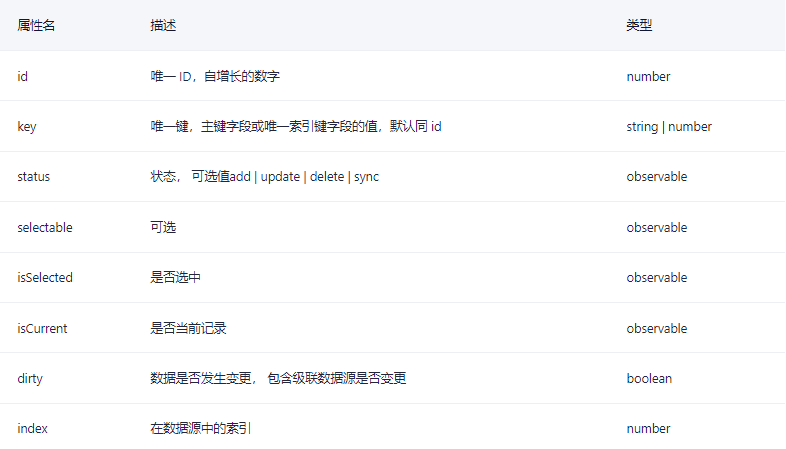 属性名 描述 类型
id 唯一 ID，自增长的数字 number
key 唯一键，主键字段或唯一索引键字段的值，默认同 id string | number
status 状态， 可选值add | update | delete | sync observable
selectable 可选 observable
isSelected 是否选中 observable
isCurrent 是否当前记录 observable
dirty 数据是否发生变更， 包含级联数据源是否变更 boolean
index 在数据源中的索引 number